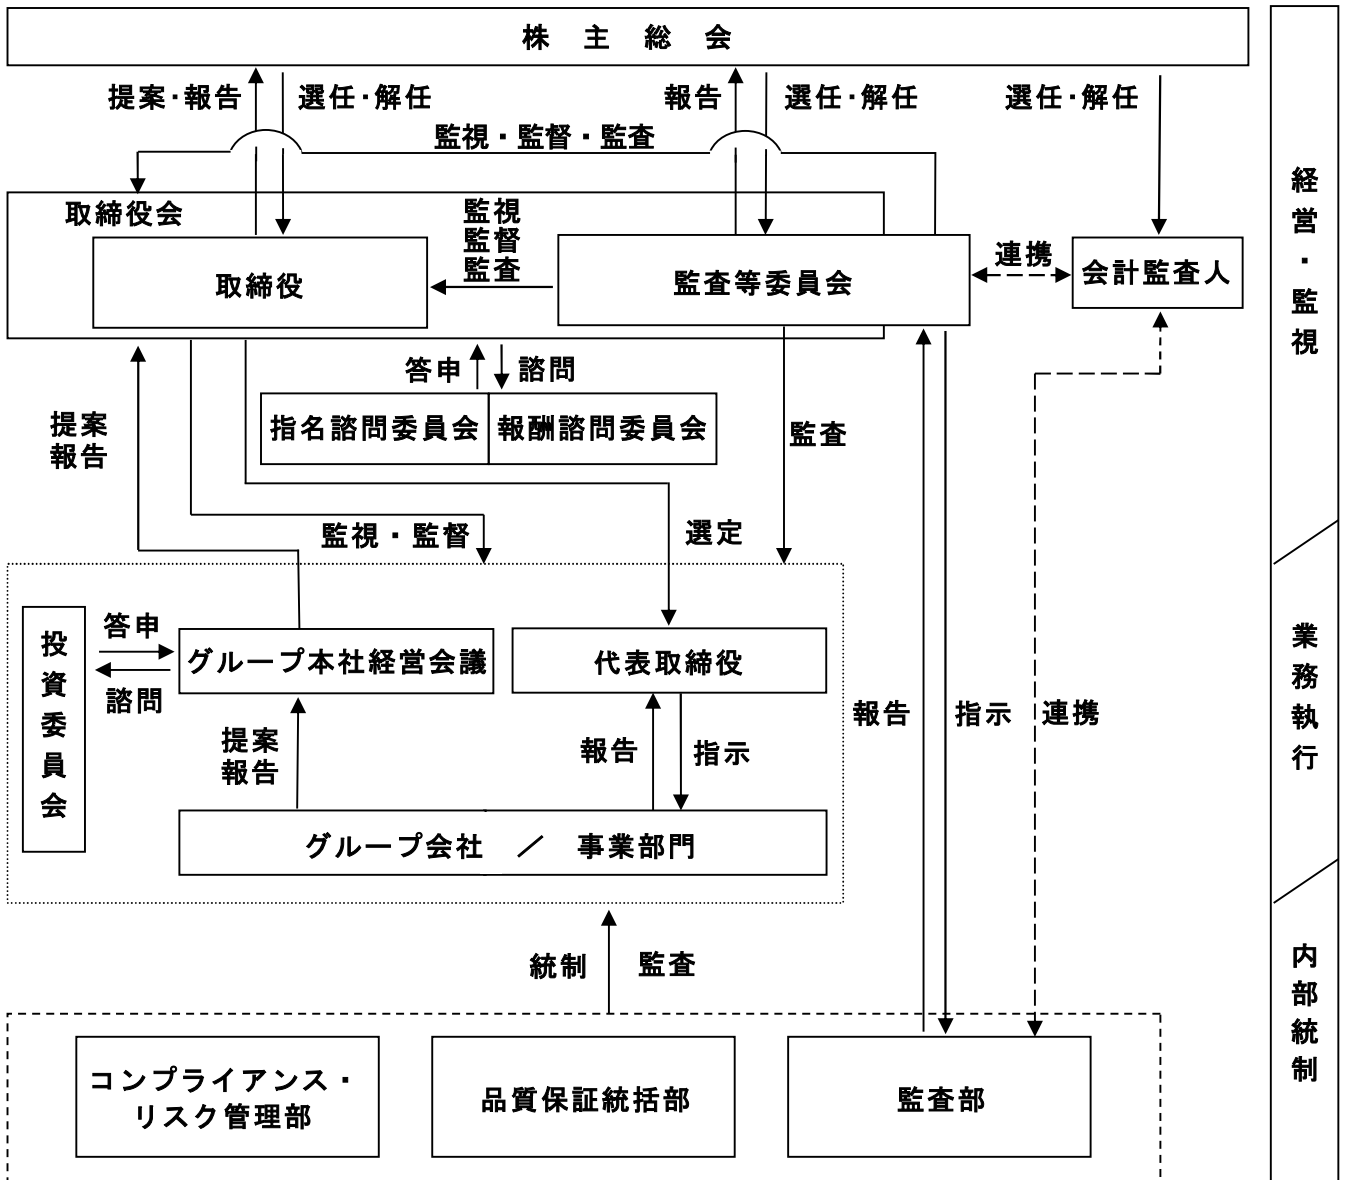 株主総会
提案・報告
選任・解任
報告
選任・解任
選任・解任
監視・監督・監査
取締役会
取締役
監視
監督
監査
監査等委員会
連携
会計監査人
答申
諮問
指名諮問委員会
報酬諮問委員会
提案
報告
監査
監視・監督
選定
投資委員会
答申
諮問
グループ本社経営会議
代表取締役
提案
報告
報告
指示
グループ会社 ／ 事業部門
報告
指示
連携
統制
監査
コンプライアンス・
リスク管理部
品質保証統括部
監査部
経営・監視
業務執行
内部統制